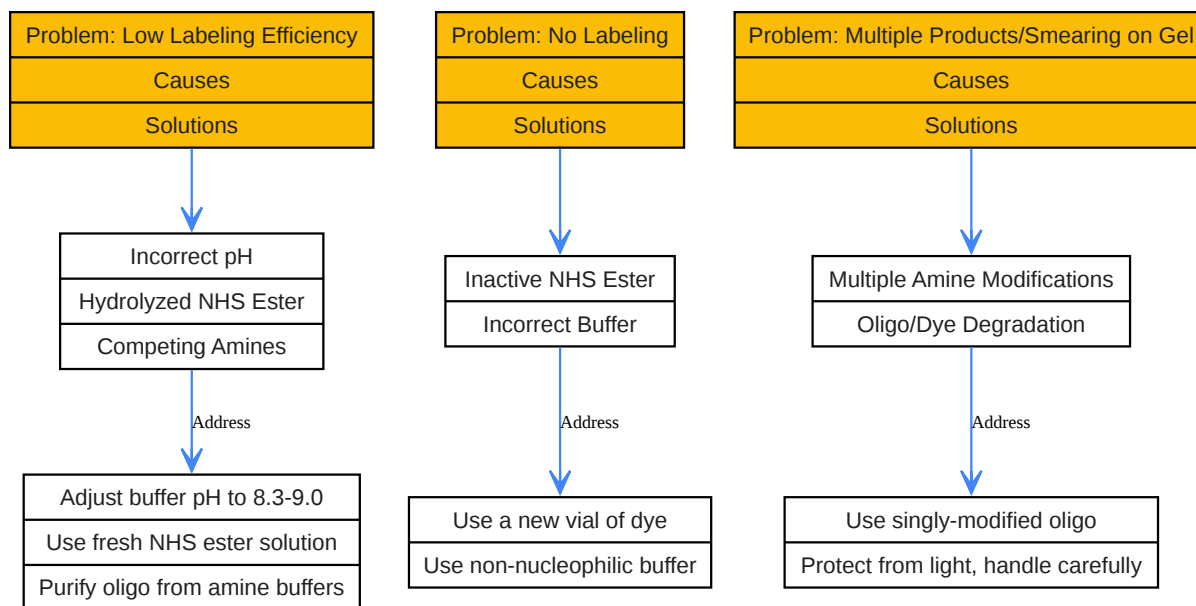 Problem: Low Labeling Efficiency
Causes
Solutions
Incorrect pH
Hydrolyzed NHS Ester
Competing Amines
Address
Adjust buffer pH to 8.3-9.0
Use fresh NHS ester solution
Purify oligo from amine buffers
Problem: No Labeling
Causes
Solutions
Inactive NHS Ester
Incorrect Buffer
Address
Use a new vial of dye
Use non-nucleophilic buffer
Problem: Multiple Products/Smearing on Gel
Causes
Solutions
Multiple Amine Modifications
Oligo/Dye Degradation
Address
Use singly-modified oligo
Protect from light, handle carefully